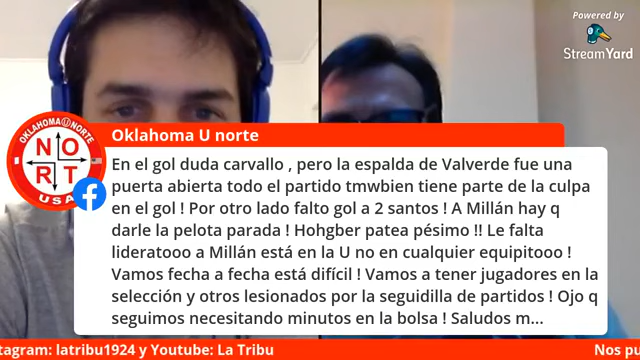 Powered by
StreamYard
OKLAHOMA U NORTE
NO
RT
USA
Oklahoma U norte
En el gol duda carvallo , pero la espalda de Valverde fue una
puerta abierta todo el partido tmwbien tiene parte de la culpa
en el gol ! Por otro lado falto gol a 2 santos ! A Millán hay q
darle la pelota parada ! Hohgber patea pésimo !! Le falta
lideratooo a Millán está en la U no en cualquier equipitooo !
Vamos fecha a fecha está difícil ! Vamos a tener jugadores en la
selección y otros lesionados por la seguidilla de partidos ! Ojo q
seguimos necesitando minutos en la bolsa ! Saludos m...
tagram: latribu1924 y Youtube: La Tribu
Nos pu